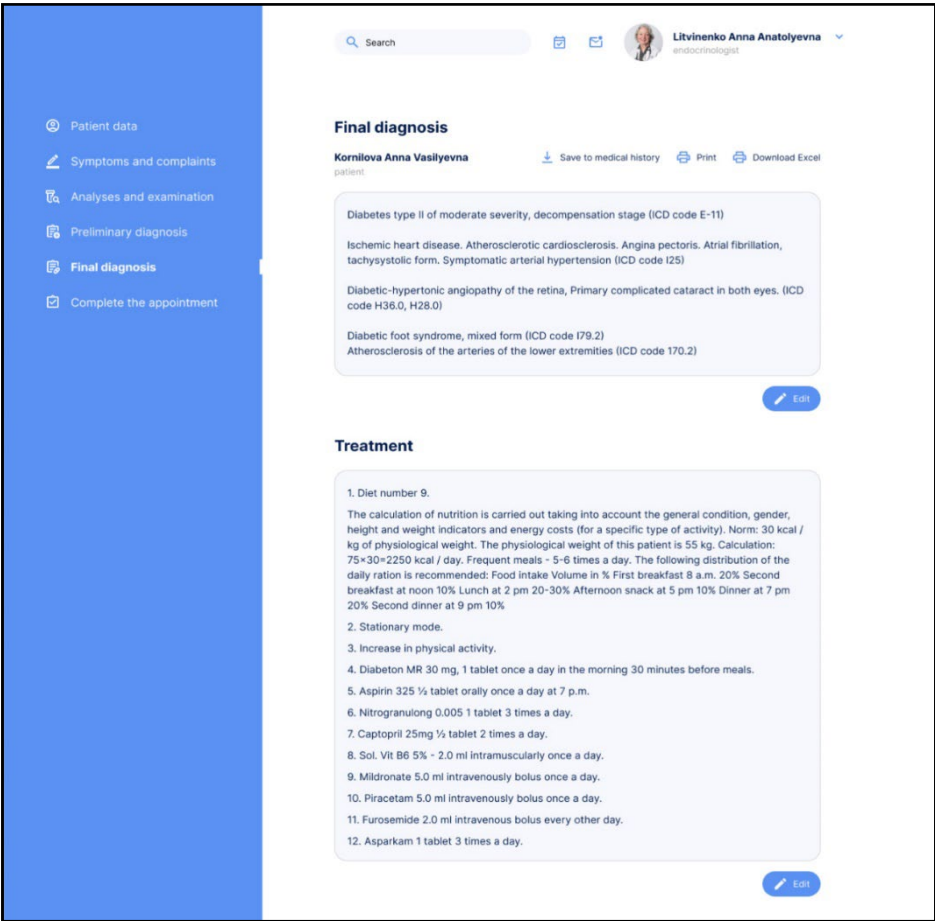 Search
Litvinenko Anna Anatolyevna
endocrinologist
Patient data
Symptoms and complaints
Analyses and examination
Preliminary diagnosis
Final diagnosis
Complete the appointment
Final diagnosis
Kornilova Anna Vasilyevna
patient
Save to medical history
Print
Download Excel
Diabetes type II of moderate severity, decompensation stage (ICD code E-11)
Ischemic heart disease. Atherosclerotic cardiosclerosis. Angina pectoris. Atrial fibrillation,
tachysystolic form. Symptomatic arterial hypertension (ICD code I25)
Diabetic-hypertonic angiopathy of the retina, Primary complicated cataract in both eyes. (ICD
code H36.0, H28.0)
Diabetic foot syndrome, mixed form (ICD code I79.2)
Atherosclerosis of the arteries of the lower extremities (ICD code 170.2)
Edit
Treatment
1. Diet number 9.
The calculation of nutrition is carried out taking into account the general condition, gender,
height and weight indicators and energy costs (for a specific type of activity). Norm: 30 kcal /
kg of physiological weight. The physiological weight of this patient is 55 kg. Calculation:
75×30=2250 kcal / day. Frequent meals - 5-6 times a day. The following distribution of the
daily ration is recommended: Food intake Volume in % First breakfast 8 a.m. 20% Second
breakfast at noon 10% Lunch at 2 pm 20-30% Afternoon snack at 5 pm 10% Dinner at 7 pm
20% Second dinner at 9 pm 10%
2. Stationary mode.
3. Increase in physical activity.
4. Diabeton MR 30 mg, 1 tablet once a day in the morning 30 minutes before meals.
5. Aspirin 325 ½ tablet orally once a day at 7 p.m.
6. Nitrogranulong 0.005 1 tablet 3 times a day.
7. Captopril 25mg ½ tablet 2 times a day.
8. Sol. Vit B6 5% - 2.0 ml intramuscularly once a day.
9. Mildronate 5.0 ml intravenously bolus once a day.
10. Piracetam 5.0 ml intravenously bolus once a day.
11. Furosemide 2.0 ml intravenous bolus every other day.
12. Asparkam 1 tablet 3 times a day.
Edit